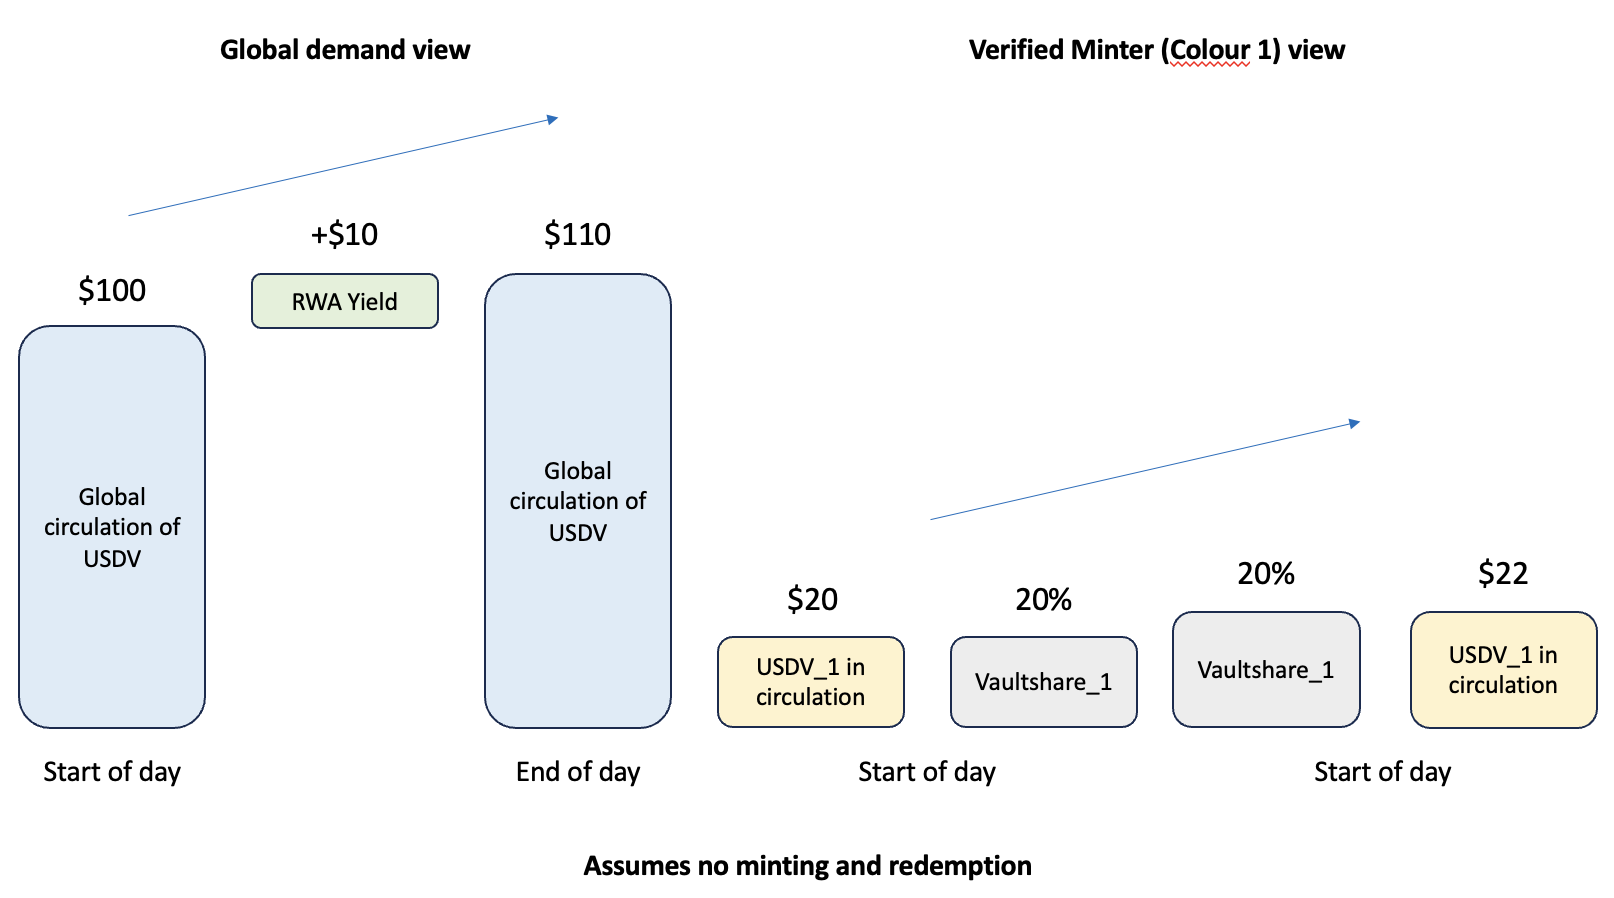 Global demand view
Verified Minter (Colour 1) view
+$10
$110
$100
RWA Yield
Global
circulation of
USDV
Global
circulation of
USDV
$20
20%
20%
$22
USDV_1 in
circulation
Vaultshare_1
Vaultshare_1
USDV_1 in
circulation
Start of day
End of day
Start of day
Start of day
Assumes no minting and redemption